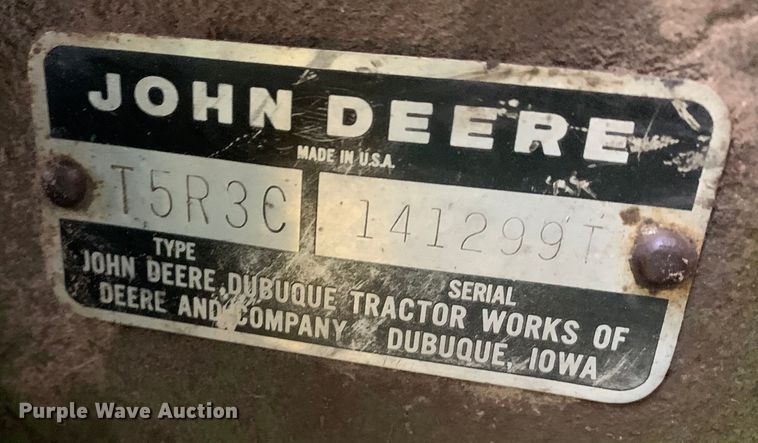 JOHN DEERE
MADE IN U.S.A.
T5R3C 141299T
TYPE SERIAL
JOHN DEERE DUBUQUE TRACTOR WORKS OF
DEERE AND COMPANY DUBUQUE, IOWA
Purple Wave Auction